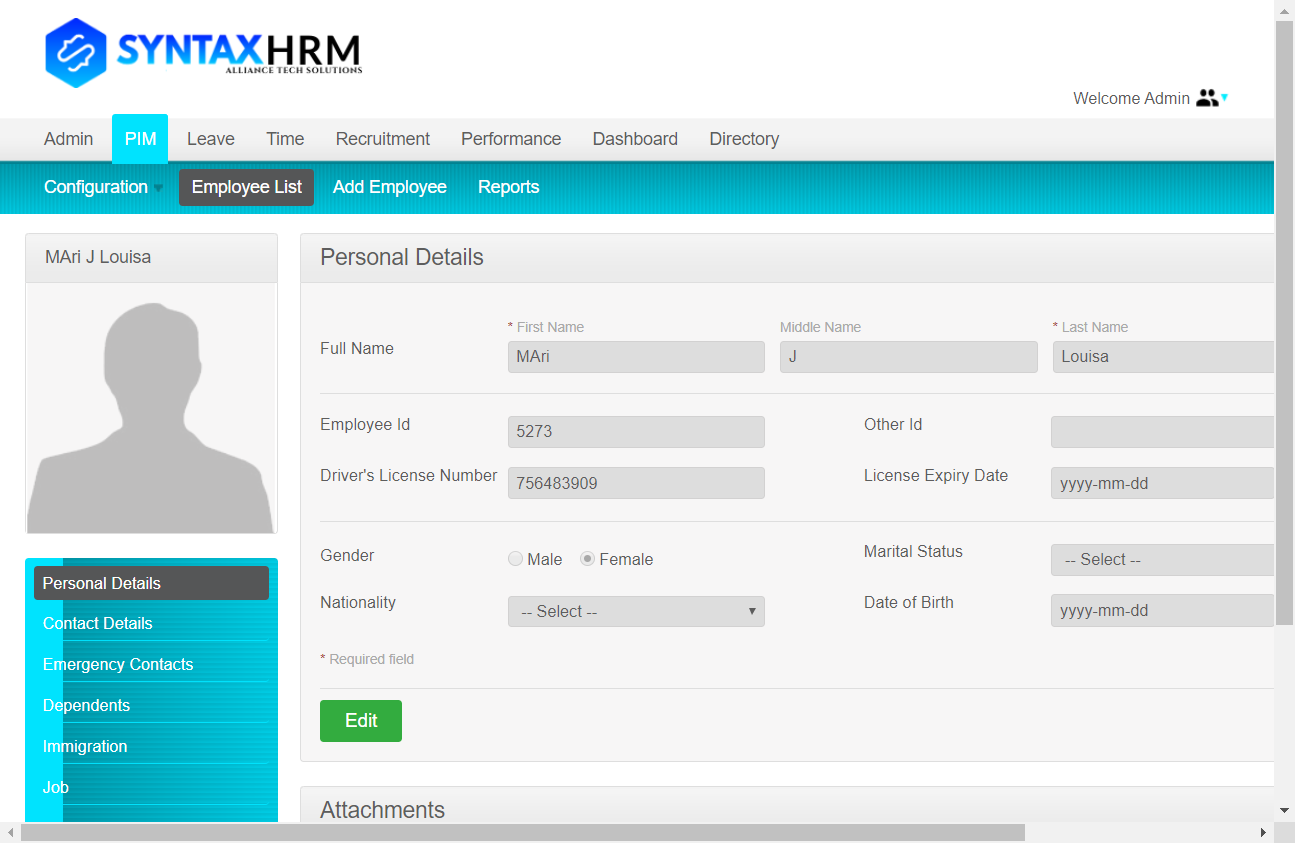 SYNTAXHRM
ALLIANCE TECH SOLUTIONS
Welcome Admin
Admin PIM Leave Time Recruitment Performance Dashboard Directory
Configuration Employee List Add Employee Reports
MAri J Louisa
Personal Details
Contact Details
Emergency Contacts
Dependents
Immigration
Job
Personal Details
* First Name Middle Name * Last Name
Full Name MAri J Louisa
Employee Id 5273 Other Id
Driver's License Number 756483909 License Expiry Date yyyy-mm-dd
Gender Male Female Marital Status -- Select --
Nationality -- Select -- Date of Birth yyyy-mm-dd
* Required field
Edit
Attachments